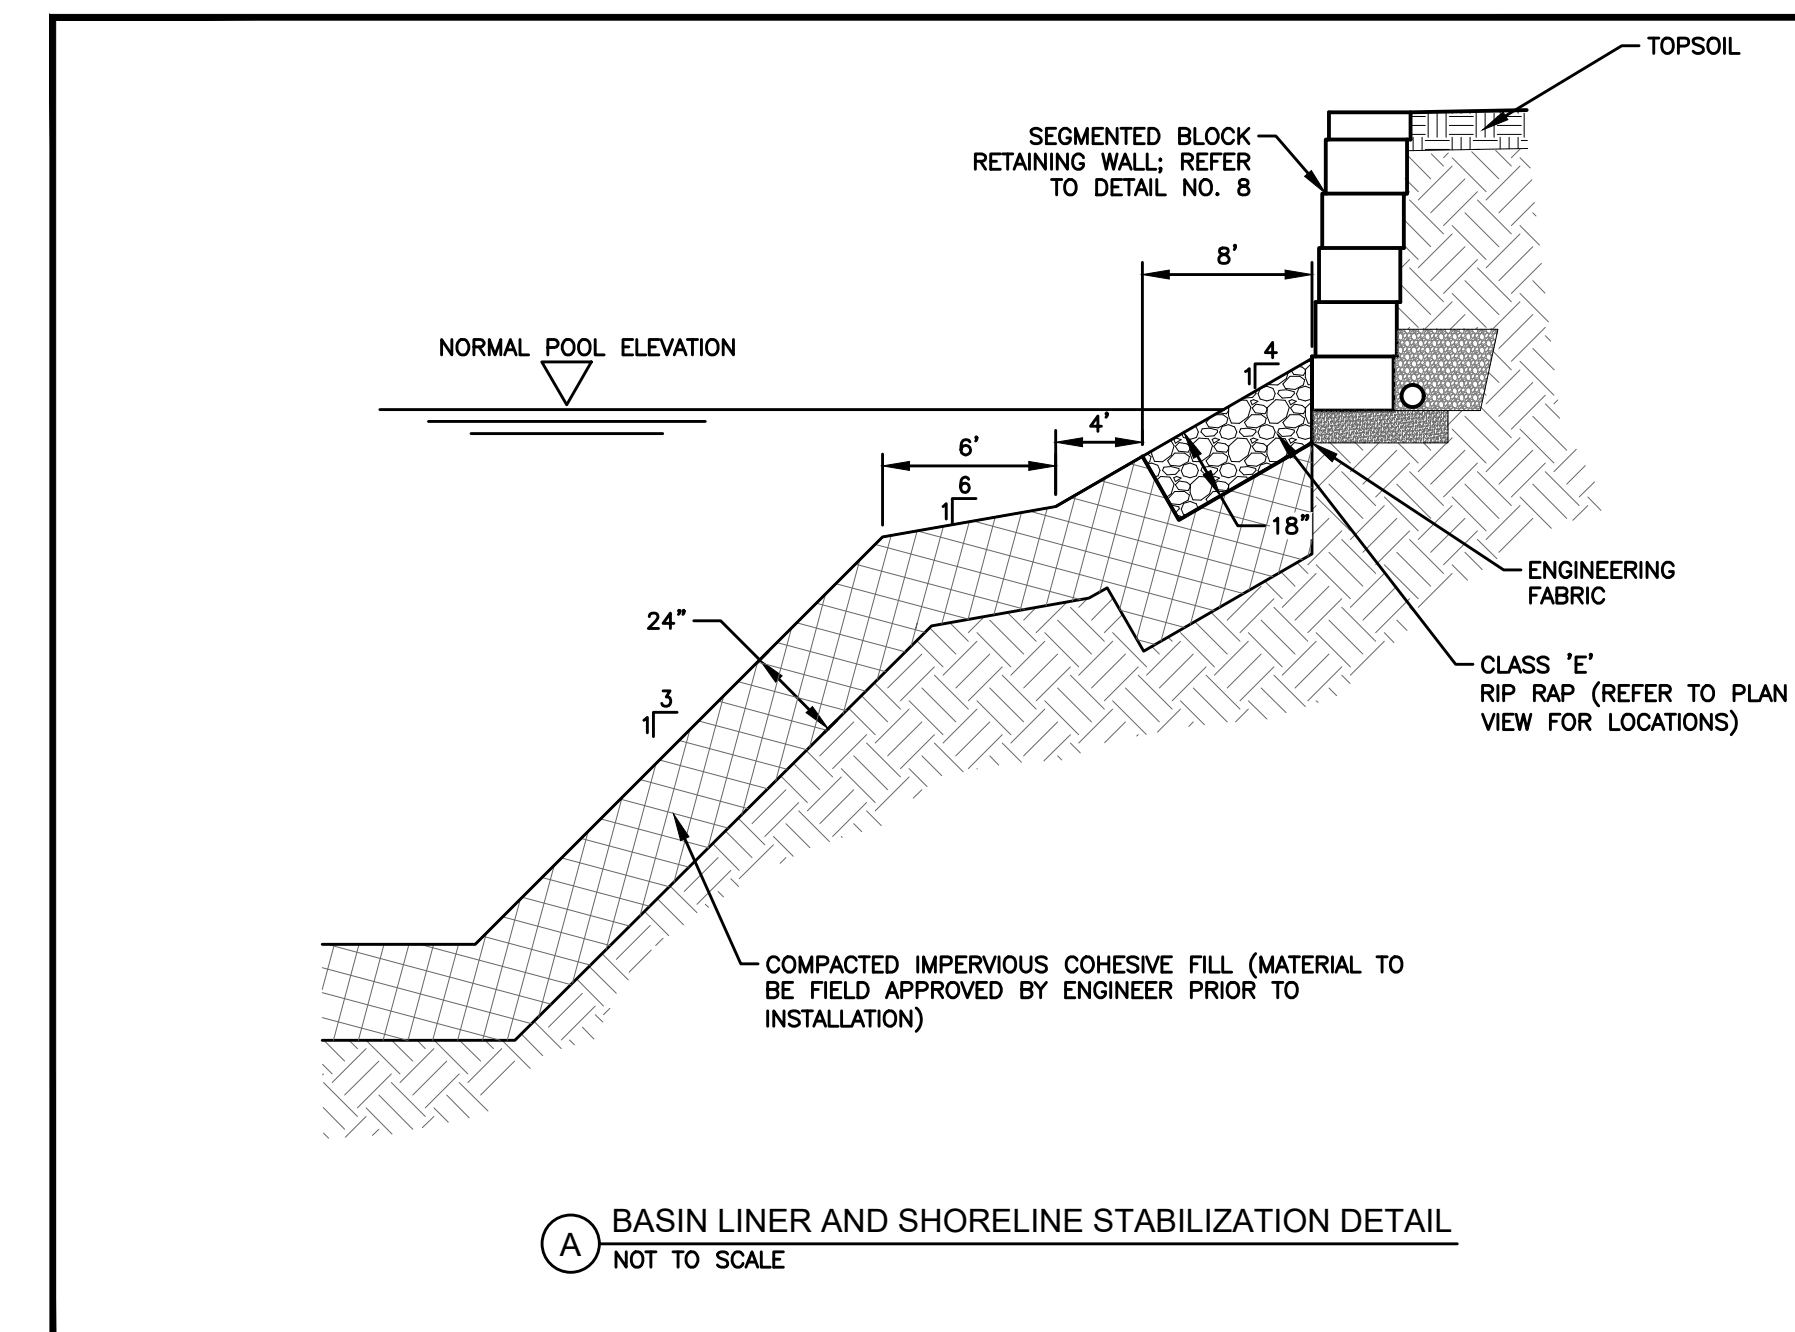 TOPSOIL
SEGMENTED BLOCK
RETAINING WALL; REFER
TO DETAIL NO. 8
8'
NORMAL POOL ELEVATION
4
1
4'
6'
6
1
18"
ENGINEERING
FABRIC
24"
CLASS 'E'
RIP RAP (REFER TO PLAN
VIEW FOR LOCATIONS)
3
1
COMPACTED IMPERVIOUS COHESIVE FILL (MATERIAL TO
BE FIELD APPROVED BY ENGINEER PRIOR TO
INSTALLATION)
A BASIN LINER AND SHORELINE STABILIZATION DETAIL
NOT TO SCALE